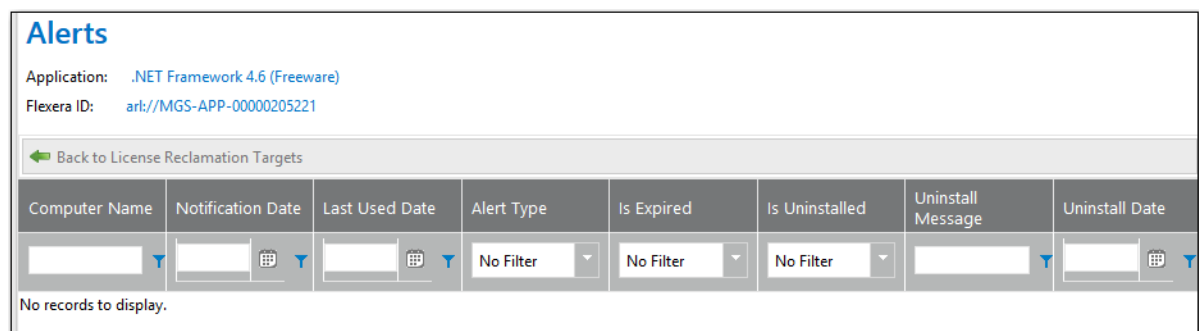 Alerts
Application: .NET Framework 4.6 (Freeware)
Flexera ID: arl://MGS-APP-00000205221
Back to License Reclamation Targets
Computer Name Notification Date Last Used Date Alert Type Is Expired Is Uninstalled Uninstall Message Uninstall Date
No Filter No Filter No Filter
No records to display.